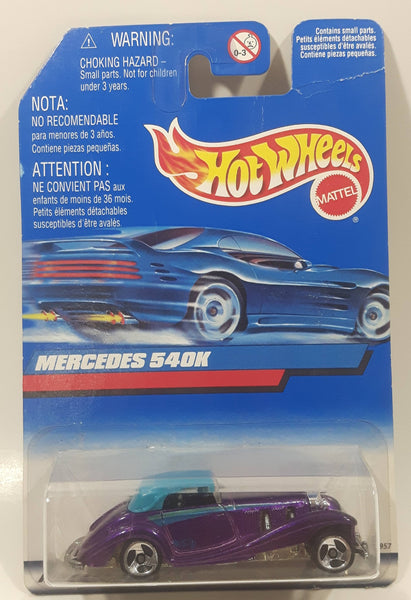 WARNING:
CHOKING HAZARD –
Small parts. Not for children
under 3 years.
NOTA:
NO RECOMENDABLE
para menores de 3 años.
Contiene piezas pequeñas.
ATTENTION :
NE CONVIENT PAS aux
enfants de moins de 36 mois.
Petits éléments détachables
susceptibles d'être avalés.
0-3
Contains small parts.
Petits éléments détachables
susceptibles d'être avalés.
Contiene piezas pequeñas.
Hot Wheels
MATTEL
®
MERCEDES 540K
957